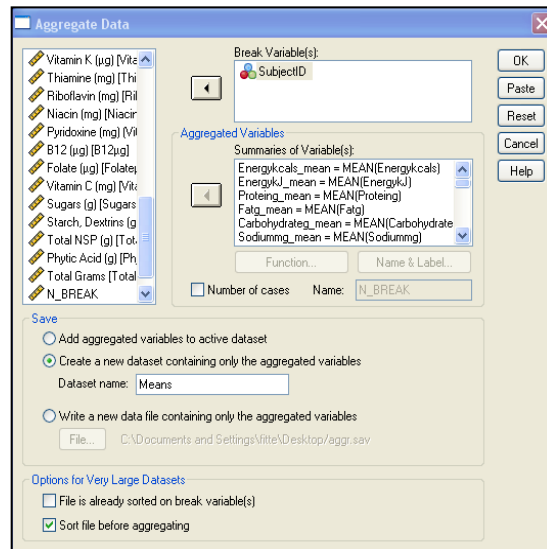 Aggregate Data
Vitamin K (µg) [Vita
Thiamine (mg) [Thi
Riboflavin (mg) [Ril
Niacin (mg) [Niacin
Pyridoxine (mg) [Vit
B12 (µg) [B12µg]
Folate (µg) [Folateµ
Vitamin C (mg) [Vita
Sugars (g) [Sugars
Starch, Dextrins (g
Total NSP (g) [Tot
Phytic Acid (g) [Ph
Total Grams [Total
N_BREAK
Break Variable(s):
SubjectID
Aggregated Variables
Summaries of Variable(s):
Energykcals_mean = MEAN(Energykcals)
EnergykJ_mean = MEAN(EnergykJ)
Proteing_mean = MEAN(Proteing)
Fatg_mean = MEAN(Fatg)
Carbohydrateg_mean = MEAN(Carbohydrate
Sodiummg_mean = MEAN(Sodiummg)
Function...
Name & Label...
Number of cases
Name:
N_BREAK
OK
Paste
Reset
Cancel
Help
Save
Add aggregated variables to active dataset
Create a new dataset containing only the aggregated variables
Dataset name:
Means
Write a new data file containing only the aggregated variables
File...
C:\Documents and Settings\fitte\Desktop/aggr.sav
Options for Very Large Datasets
File is already sorted on break variable(s)
Sort file before aggregating